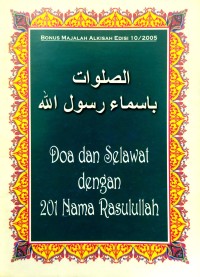 Bonus Majalah Alkisah Edisi 10/2005
الصلوات
باسماء رسول الله
Doa dan Selawat
dengan
201 Nama Rasulullah